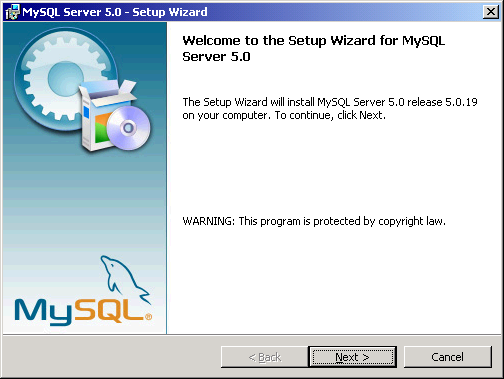 MySQL Server 5.0 - Setup Wizard
Welcome to the Setup Wizard for MySQL
Server 5.0
The Setup Wizard will install MySQL Server 5.0 release 5.0.19
on your computer. To continue, click Next.
WARNING: This program is protected by copyright law.
MySQL®
< Back
Next >
Cancel